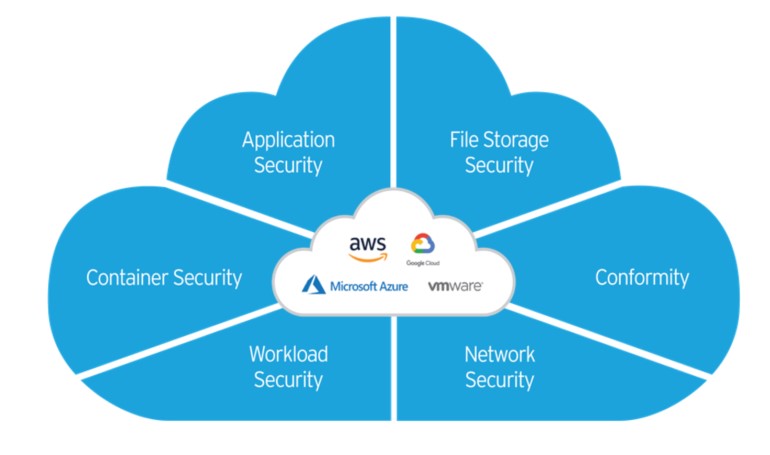 Application
Security
File Storage
Security
Container Security
aws
Google Cloud
Microsoft Azure
vmware
Conformity
Workload
Security
Network
Security